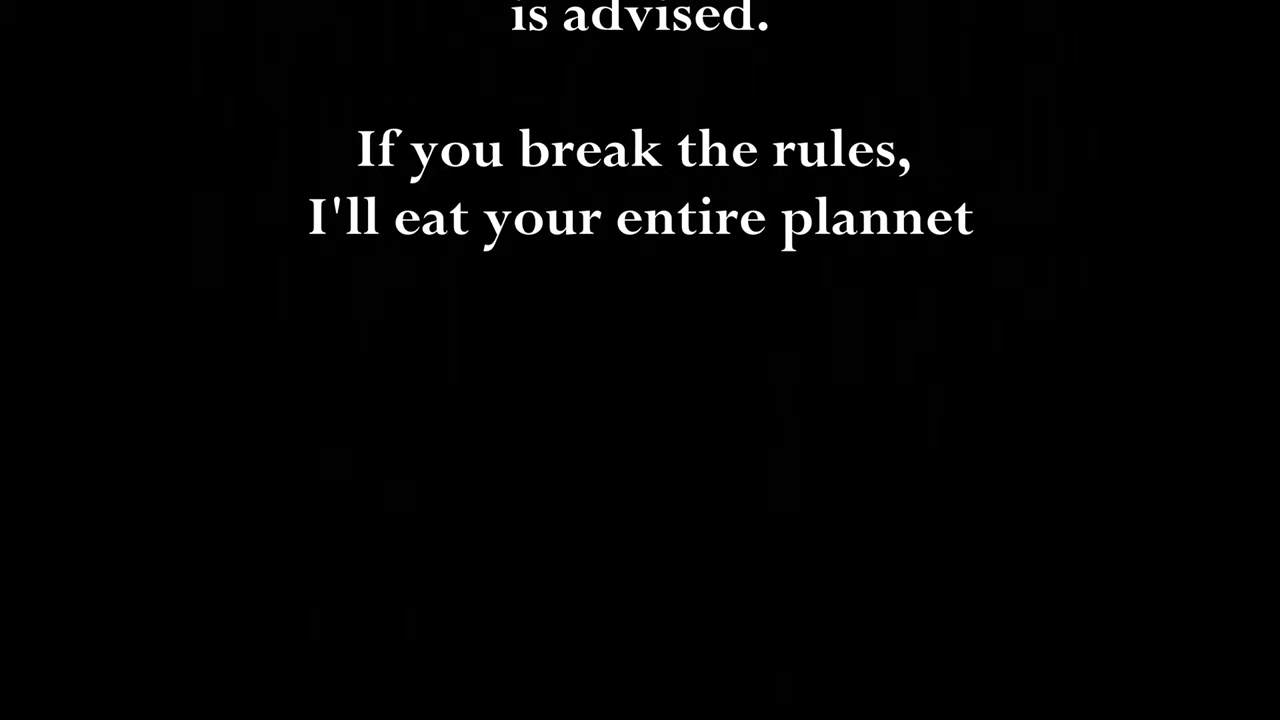 is advised.
If you break the rules,
I'll eat your entire plannet